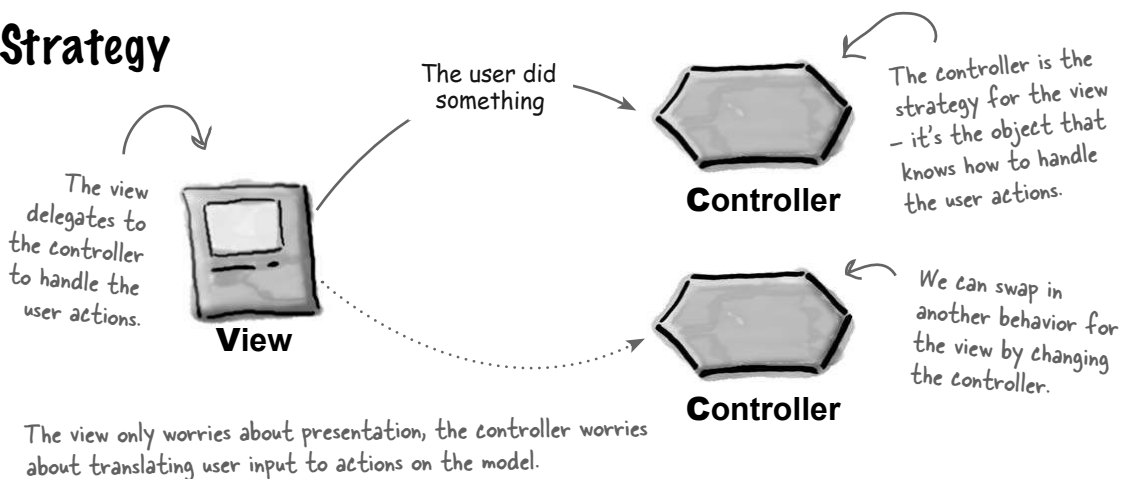 Strategy
The user did
something
The controller is the
strategy for the view
– it's the object that
knows how to handle
the user actions.
Controller
The view
delegates to
the controller
to handle the
user actions.
View
We can swap in
another behavior for
the view by changing
the controller.
Controller
The view only worries about presentation, the controller worries
about translating user input to actions on the model.